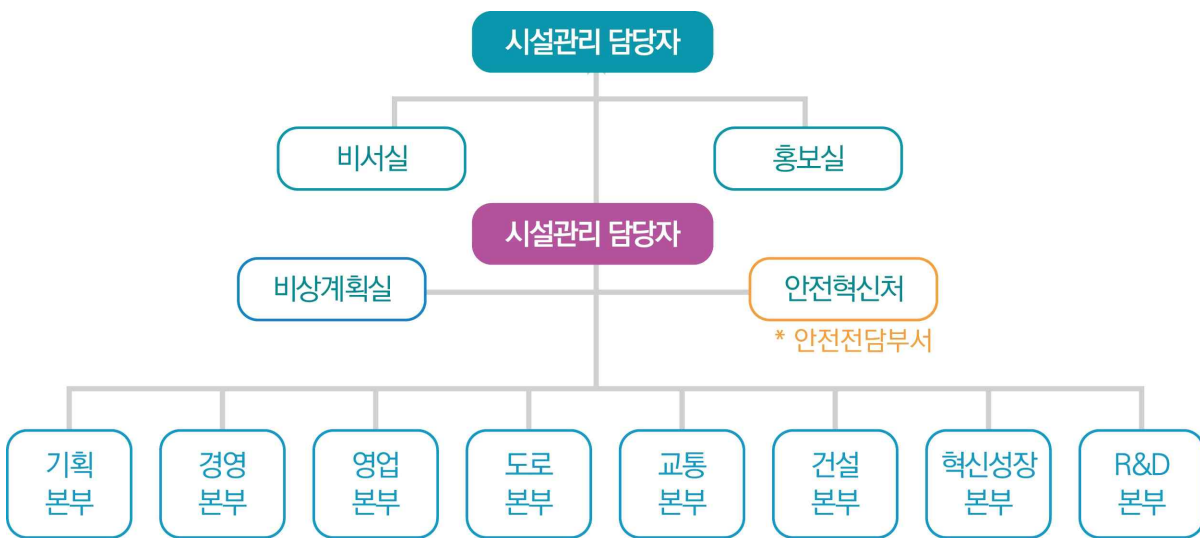 시설관리 담당자
비서실
홍보실
시설관리 담당자
비상계획실
안전혁신처
* 안전전담부서
기획
본부
경영
본부
영업
본부
도로
본부
교통
본부
건설
본부
혁신성장
본부
R&D
본부